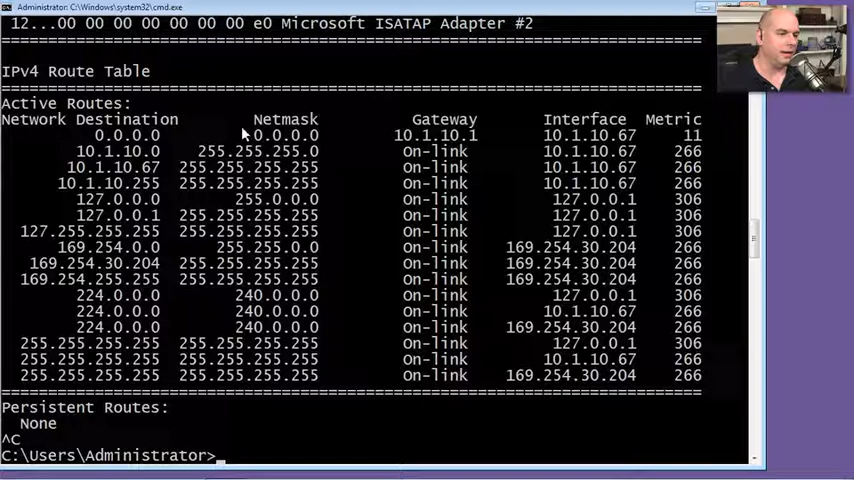 Administrator: C:\Windows\system32\cmd.exe
12...00 00 00 00 00 00 00 e0 Microsoft ISATAP Adapter #2
===========================================================================
IPv4 Route Table
===========================================================================
Active Routes:
Network Destination        Netmask          Gateway       Interface  Metric
0.0.0.0          0.0.0.0       10.1.10.1       10.1.10.67     11
10.1.10.0    255.255.255.0         On-link        10.1.10.67    266
10.1.10.67  255.255.255.255         On-link        10.1.10.67    266
10.1.10.255  255.255.255.255         On-link        10.1.10.67    266
127.0.0.0        255.0.0.0         On-link         127.0.0.1    306
127.0.0.1  255.255.255.255         On-link         127.0.0.1    306
127.255.255.255  255.255.255.255         On-link         127.0.0.1    306
169.254.0.0      255.255.0.0         On-link    169.254.30.204    266
169.254.30.204  255.255.255.255         On-link    169.254.30.204    266
169.254.255.255  255.255.255.255         On-link    169.254.30.204    266
224.0.0.0        240.0.0.0         On-link         127.0.0.1    306
224.0.0.0        240.0.0.0         On-link        10.1.10.67    266
224.0.0.0        240.0.0.0         On-link    169.254.30.204    266
255.255.255.255  255.255.255.255         On-link         127.0.0.1    306
255.255.255.255  255.255.255.255         On-link        10.1.10.67    266
255.255.255.255  255.255.255.255         On-link    169.254.30.204    266
===========================================================================
Persistent Routes:
None
^C
C:\Users\Administrator>_